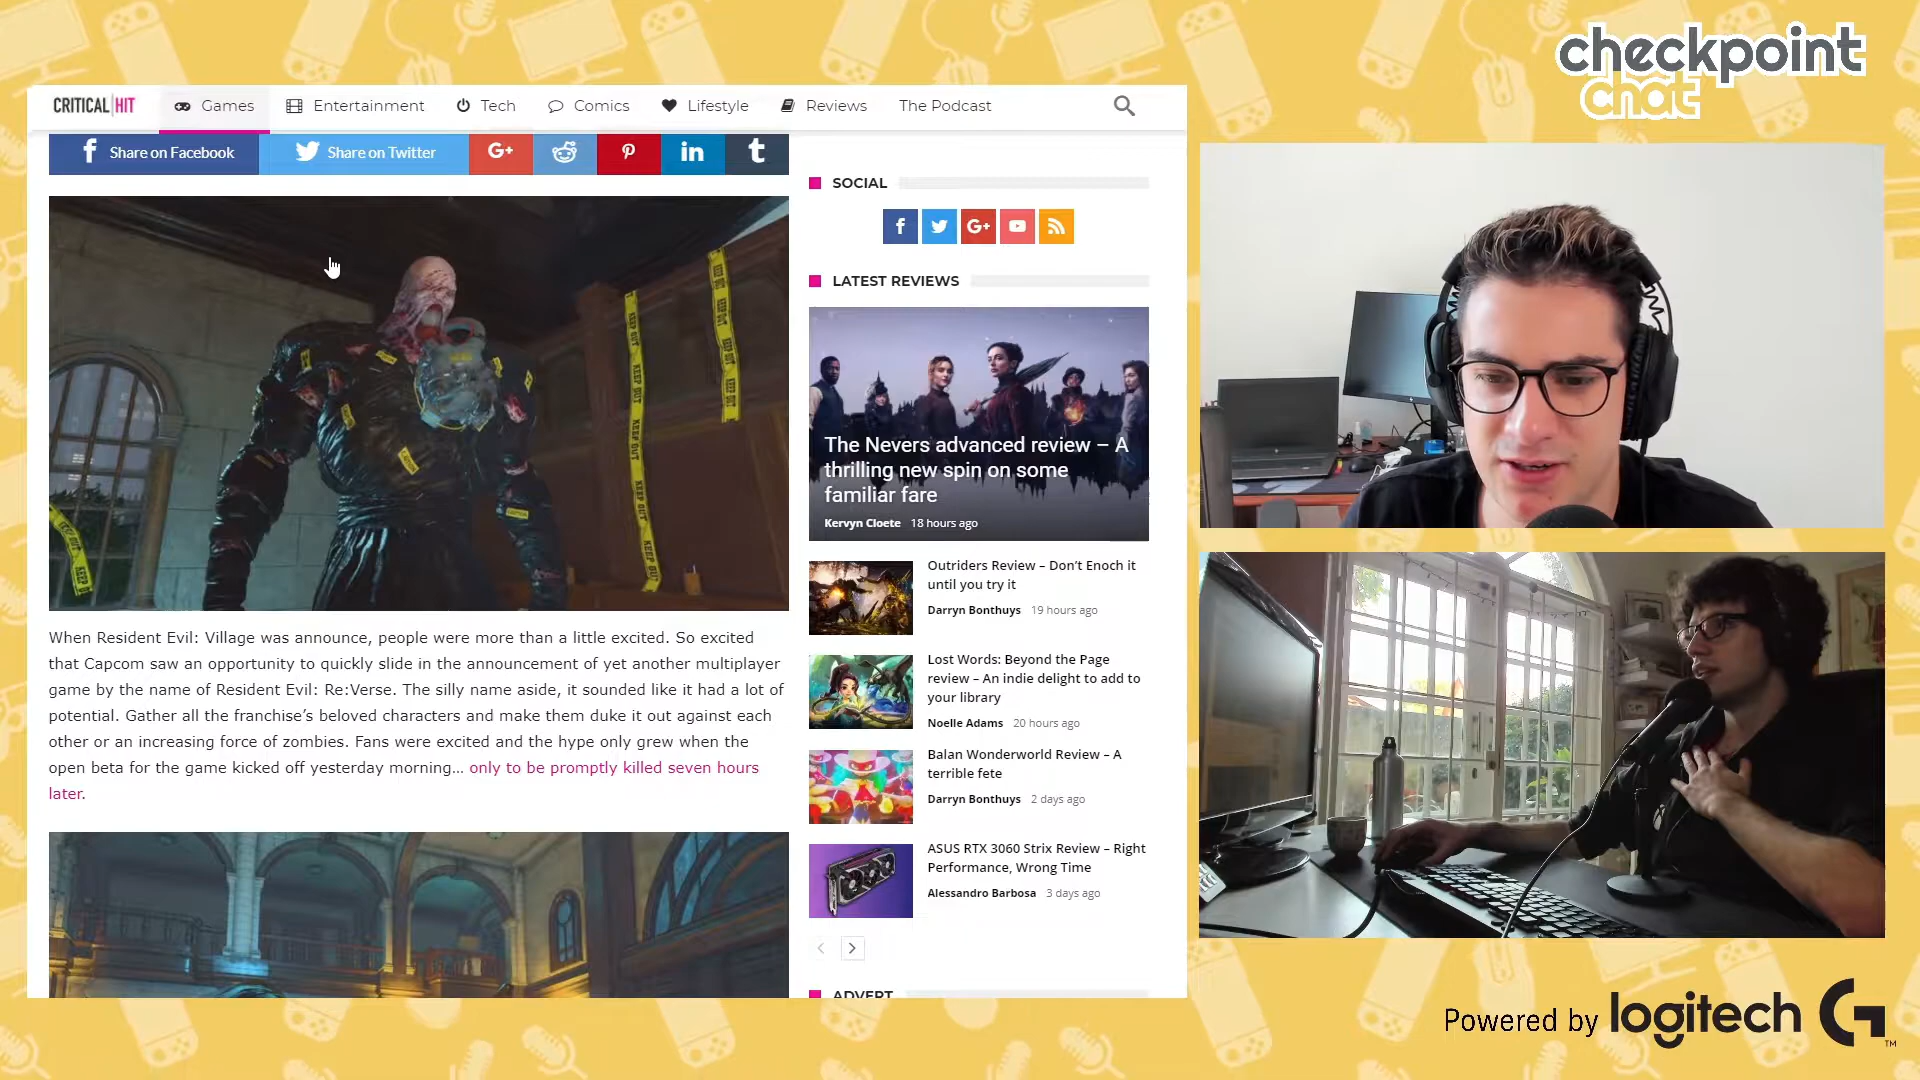 checkpoint
chat
CRITICAL HIT
Games
Entertainment
Tech
Comics
Lifestyle
Reviews
The Podcast
Share on Facebook
Share on Twitter
G+
in
t
SOCIAL
f
G+
LATEST REVIEWS
The Nevers advanced review – A
thrilling new spin on some
familiar fare
Kervyn Cloete 18 hours ago
Outriders Review – Don’t Enoch it
until you try it
Darryn Bonthuys 19 hours ago
Lost Words: Beyond the Page
review – An indie delight to add to
your library
Noelle Adams 20 hours ago
Balan Wonderworld Review – A
terrible fete
Darryn Bonthuys 2 days ago
ASUS RTX 3060 Strix Review – Right
Performance, Wrong Time
Alessandro Barbosa 3 days ago
ADVERT
KEEP OUT
KEEP OUT
KEEP OUT
KEEP OUT
When Resident Evil: Village was announce, people were more than a little excited. So excited
that Capcom saw an opportunity to quickly slide in the announcement of yet another multiplayer
game by the name of Resident Evil: Re:Verse. The silly name aside, it sounded like it had a lot of
potential. Gather all the franchise’s beloved characters and make them duke it out against each
other or an increasing force of zombies. Fans were excited and the hype only grew when the
open beta for the game kicked off yesterday morning… only to be promptly killed seven hours
later.
Powered by logitech G TM